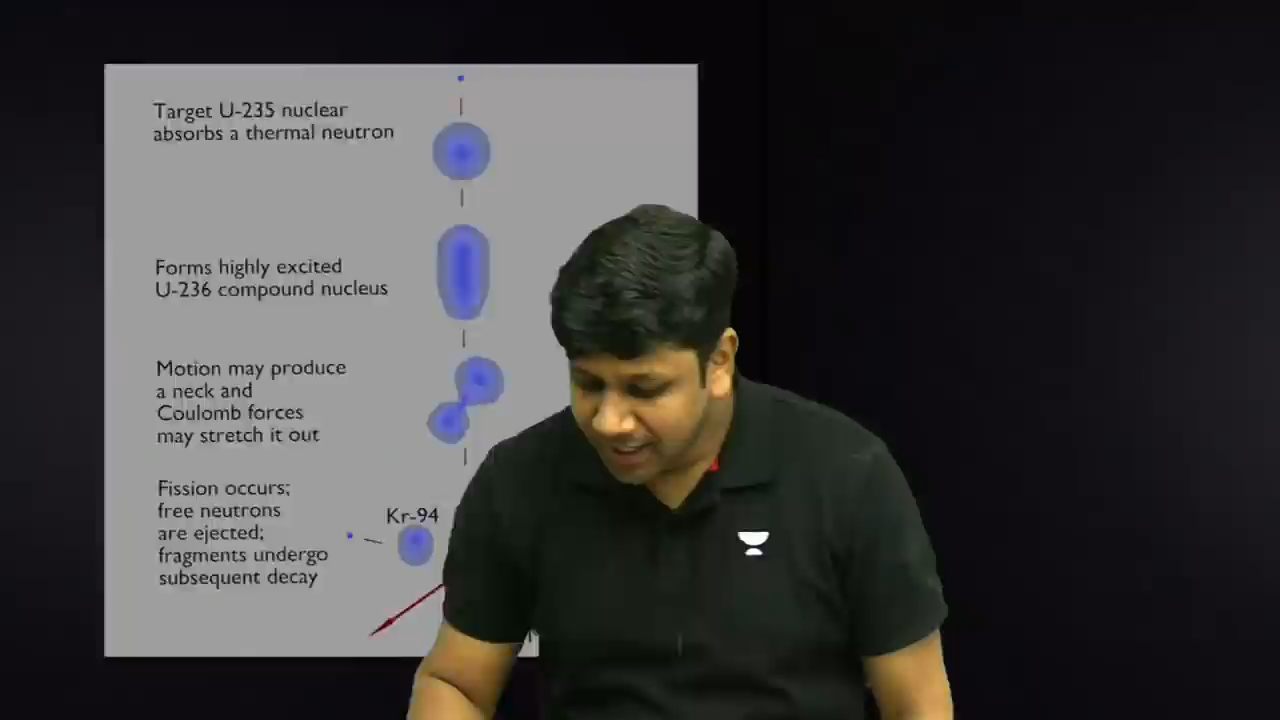 Target U-235 nuclear
absorbs a thermal neutron
Forms highly excited
U-236 compound nucleus
Motion may produce
a neck and
Coulomb forces
may stretch it out
Fission occurs;
free neutrons
are ejected;
fragments undergo
subsequent decay
Kr-94